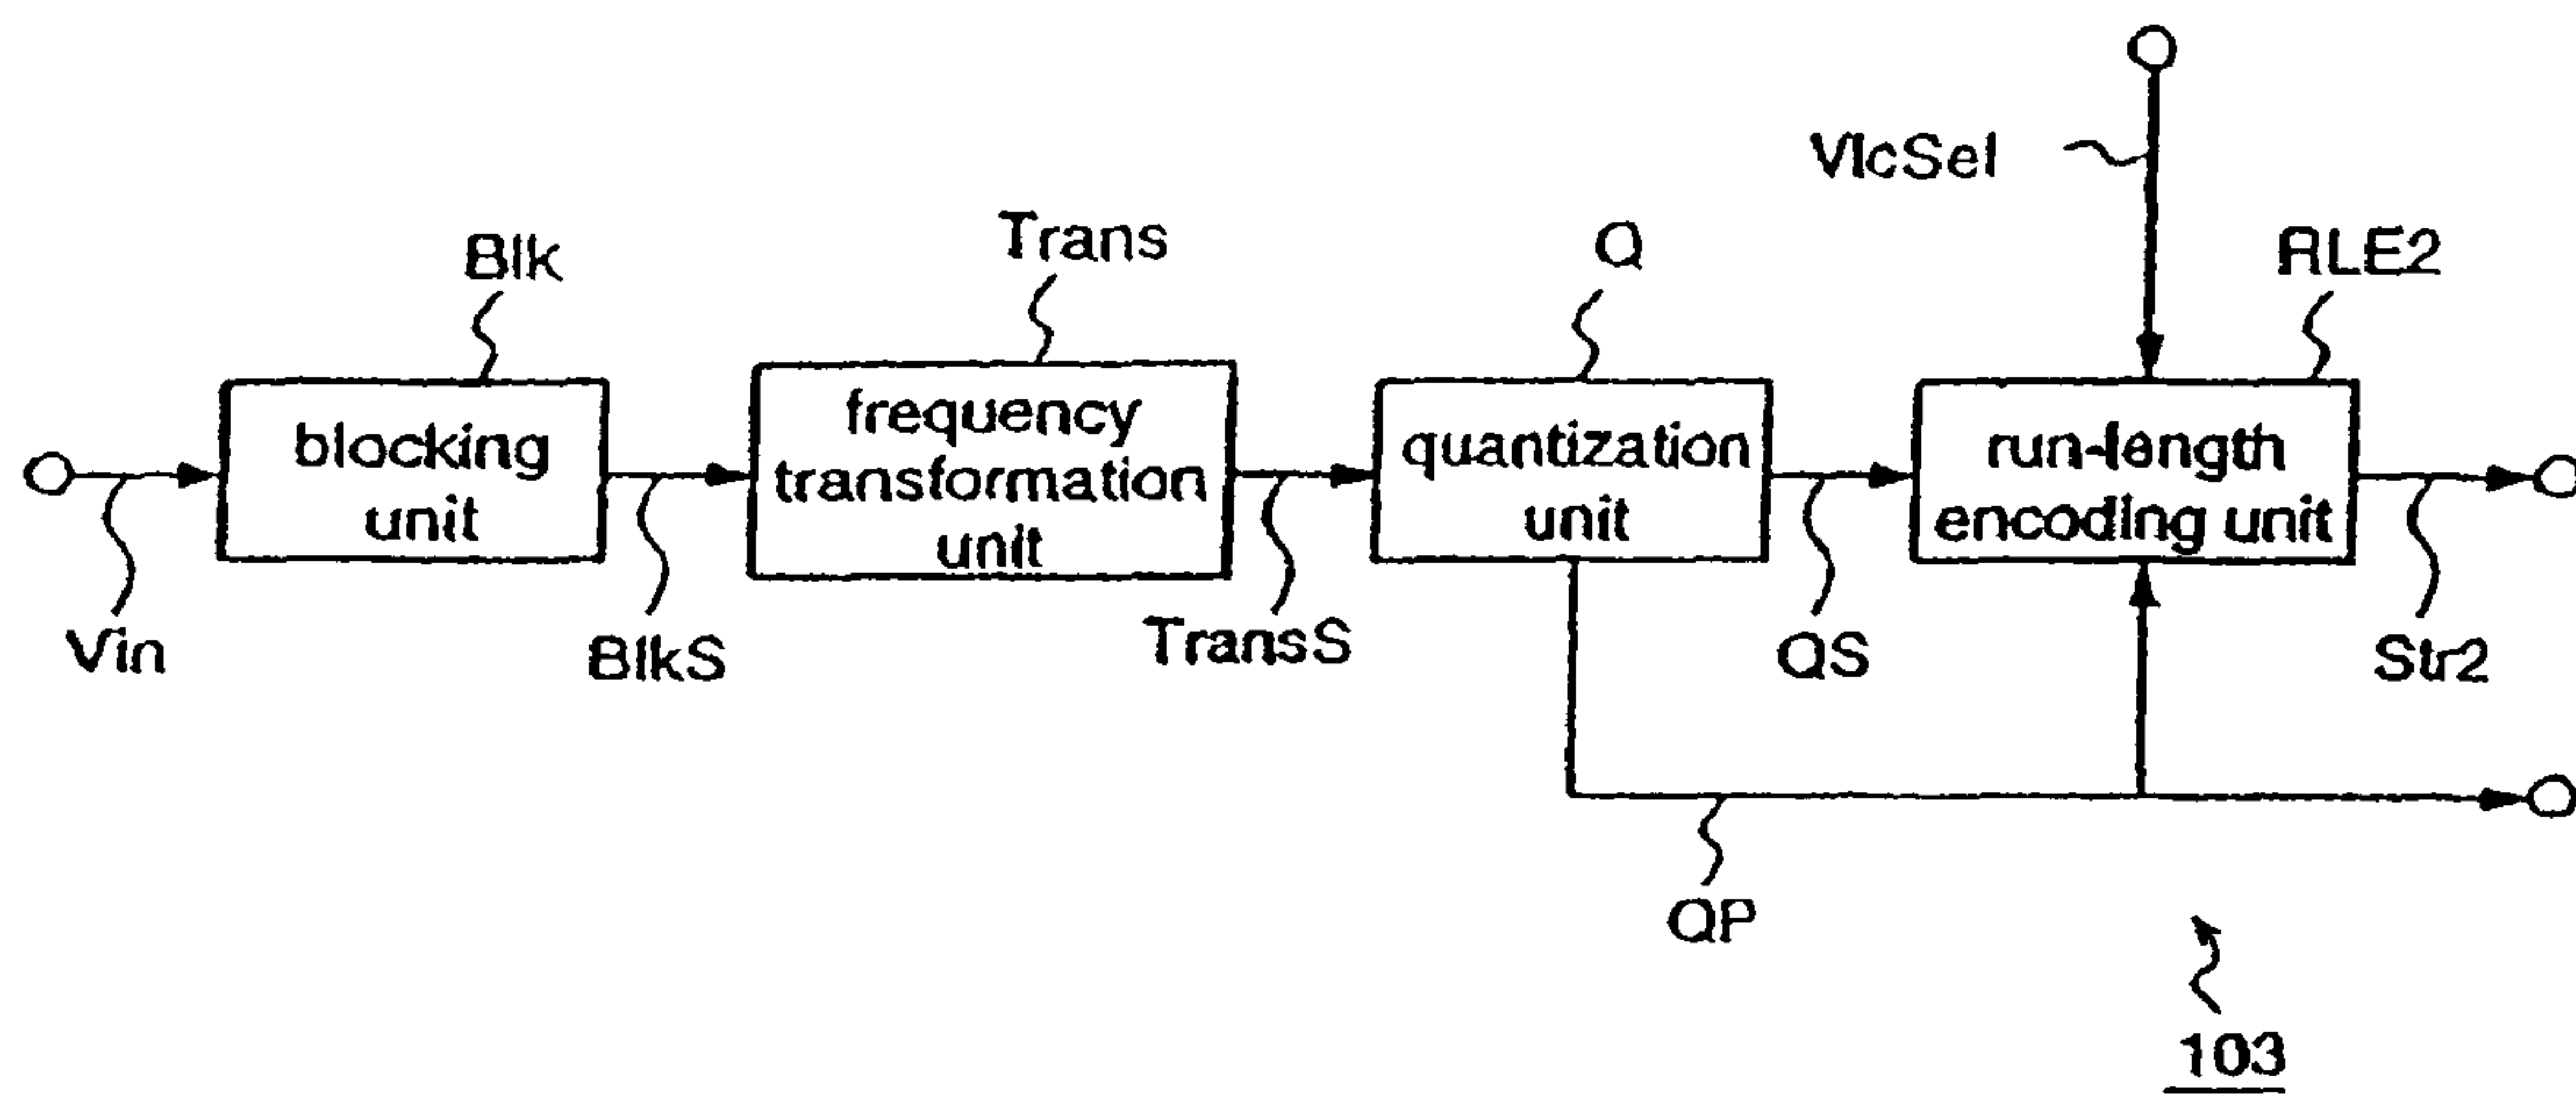 VlcSel
Blk
Trans
Q
RLE2
blocking
unit
frequency
transformation
unit
quantization
unit
run-length
encoding unit
Vin
BlkS
TransS
QS
Str2
QP
103